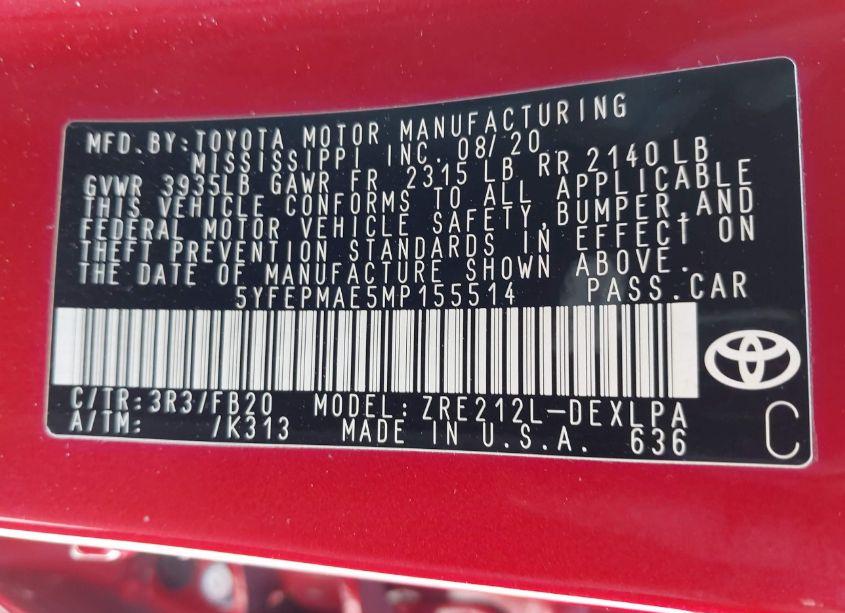 MFD.BY:TOYOTA MOTOR MANUFACTURING
MISSISSIPPI INC. 08/20
GVWR 3935LB GAWR FR 2315 LB RR 2140 LB
THIS VEHICLE CONFORMS TO ALL APPLICABLE
FEDERAL MOTOR VEHICLE SAFETY,BUMPER,AND
THEFT PREVENTION STANDARDS IN EFFECT ON
THE DATE OF MANUFACTURE SHOWN ABOVE.
5YFEPMAE5MP155514 PASS.CAR
C/TR:3R3/FB20 MODEL:ZRE212L-DEXLPA
A/TM: /K313 MADE IN U.S.A. 636
C